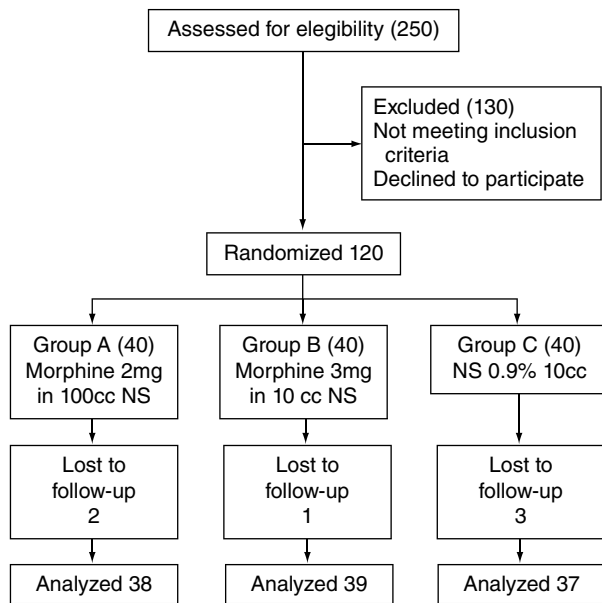 Assessed for elegibility (250)
Excluded (130)
Not meeting inclusion
criteria
Declined to participate
Randomized 120
Group A (40)
Morphine 2mg
in 100cc NS
Group B (40)
Morphine 3mg
in 10 cc NS
Group C (40)
NS 0.9% 10cc
Lost to
follow-up
2
Lost to
follow-up
1
Lost to
follow-up
3
Analyzed 38
Analyzed 39
Analyzed 37